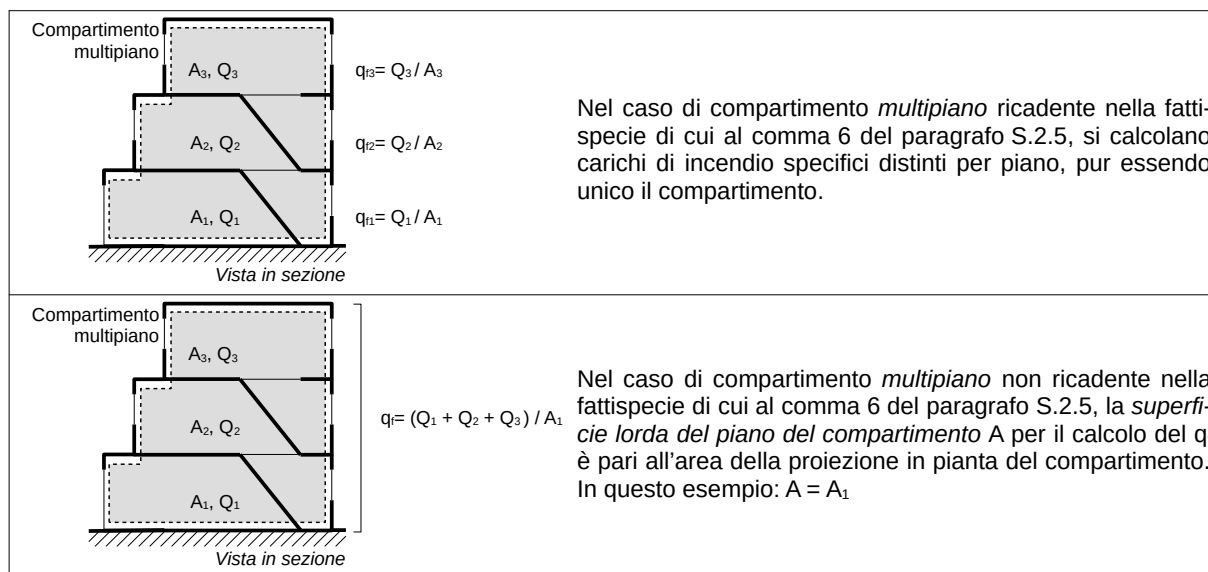 Compartimento
multipiano
A3, Q3
qf3= Q3 / A3
A2, Q2
qf2= Q2 / A2
A1, Q1
qf1= Q1 / A1
Vista in sezione
Nel caso di compartimento multipiano ricadente nella fatti-
specie di cui al comma 6 del paragrafo S.2.5, si calcolano
carichi di incendio specifici distinti per piano, pur essendo
unico il compartimento.
Compartimento
multipiano
A3, Q3
A2, Q2
qf= (Q1 + Q2 + Q3 ) / A1
A1, Q1
Vista in sezione
Nel caso di compartimento multipiano non ricadente nella
fattispecie di cui al comma 6 del paragrafo S.2.5, la superfi-
cie lorda del piano del compartimento A per il calcolo del q
è pari all'area della proiezione in pianta del compartimento.
In questo esempio: A = A1